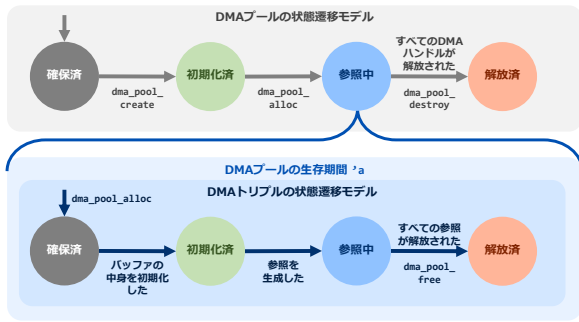 DMAプールの状態遷移モデル
すべてのDMA
ハンドルが
解放された
確保済
初期化済
参照中
解放済
dma_pool_
create
dma_pool_
alloc
dma_pool_
destroy
DMAプールの生存期間 'a
DMAトリプルの状態遷移モデル
dma_pool_alloc
すべての参照
が解放された
確保済
初期化済
参照中
解放済
バッファの
中身を初期化
した
参照を
生成した
dma_pool_
free